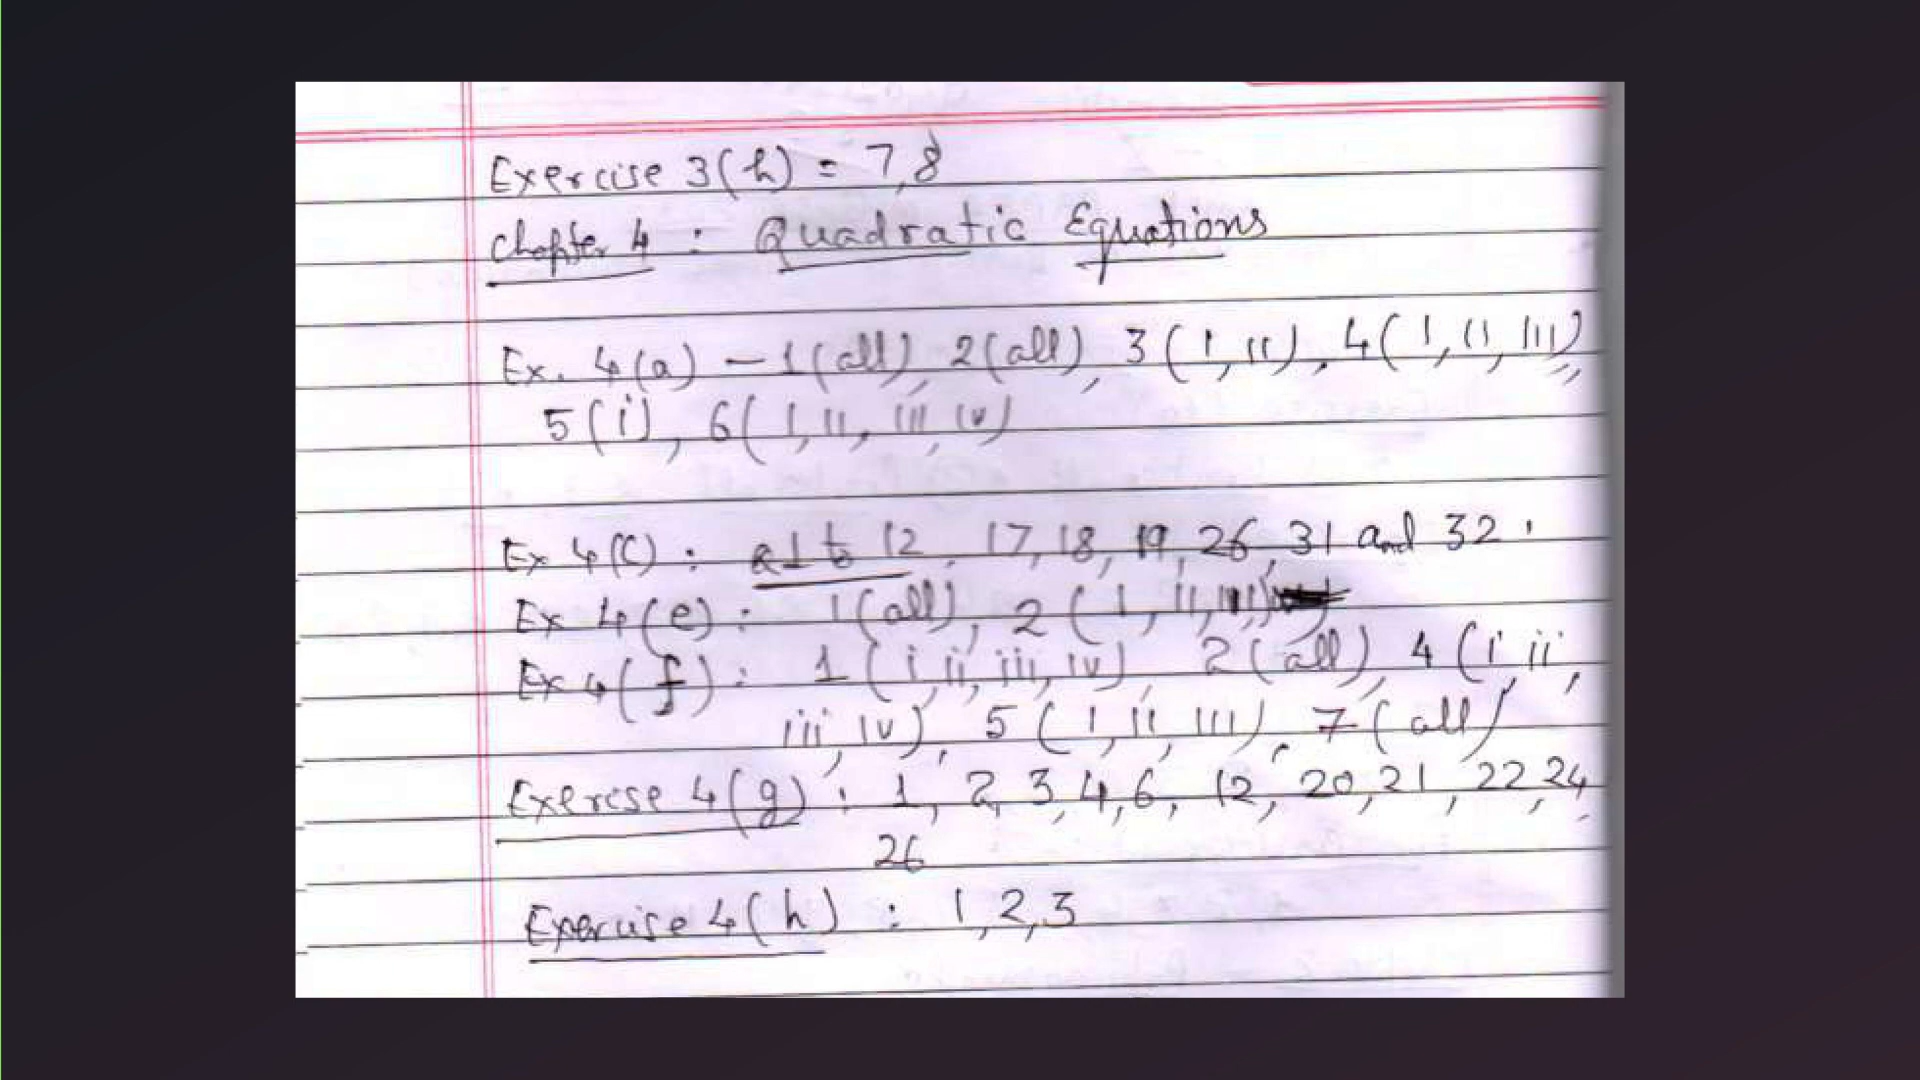 Exercise 3(h) = 7,8
Chapter 4 : Quadratic Equations
Ex. 4(a) - 1(all), 2(all), 3(I,II), 4(I,II,III),
5(i), 6(I,II, III, IV)
Ex 4(C) : Q1 to 12, 17,18, 19, 26, 31 and 32.
Ex 4(e) : 1(all), 2(I, II, III)
Ex 4(f) : 1(i,ii, iii, iv), 2(all), 4(i, ii,
iii, iv), 5(I, II, III), 7(all)
Exercse 4(g) : 1, 2, 3, 4, 6, 12, 20, 21, 22, 24,
26
Exercise 4(h) : 1,2,3